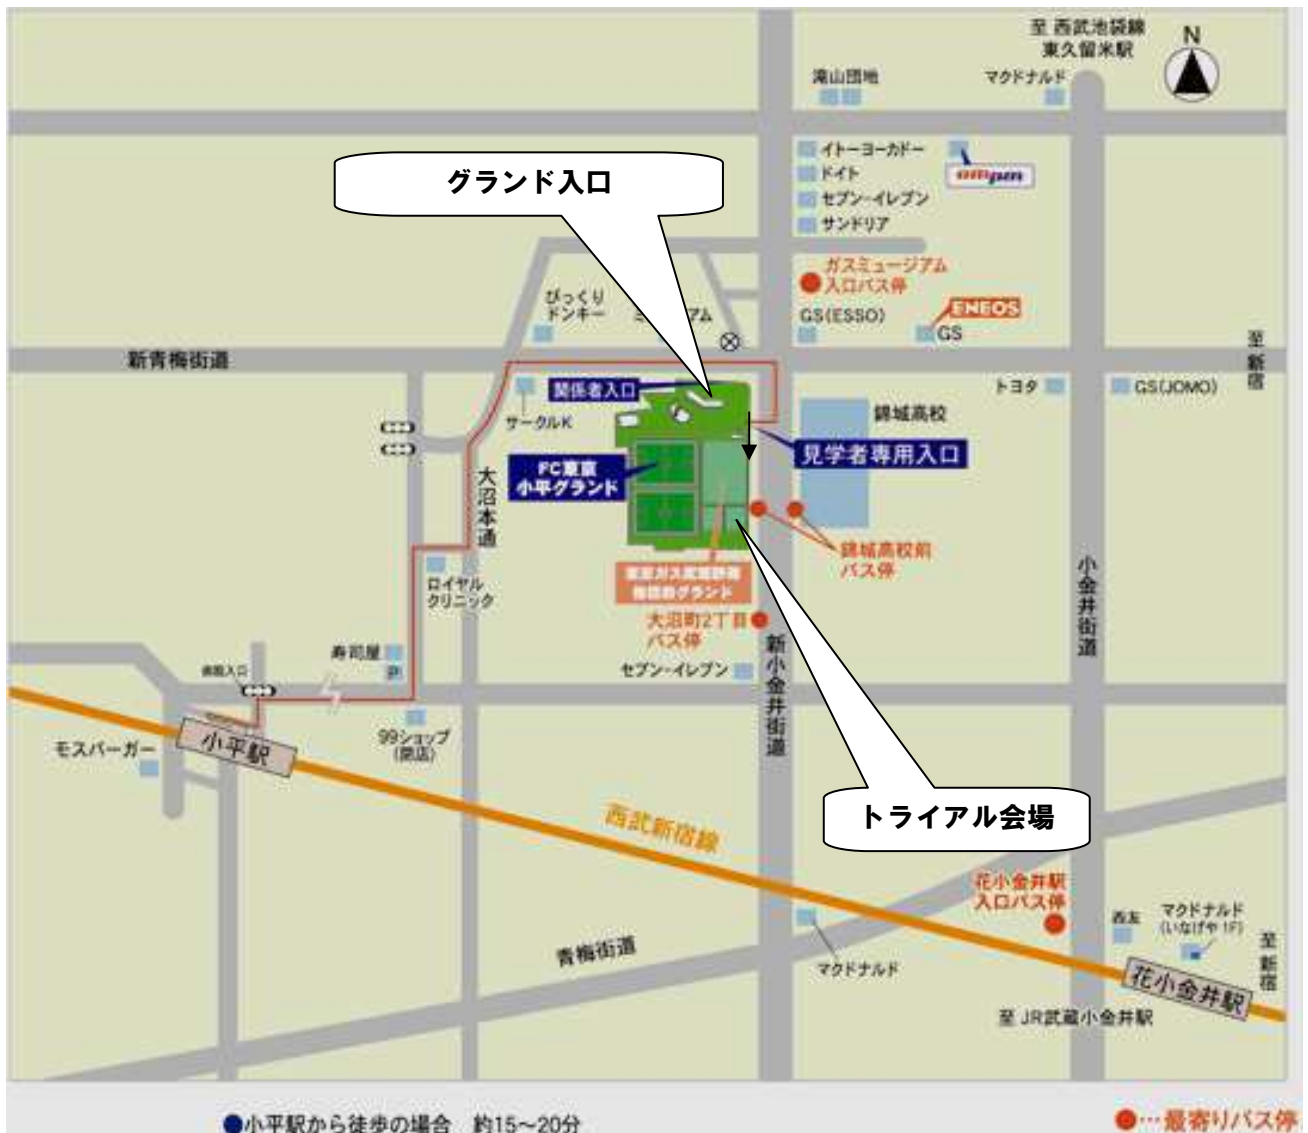 至 西武池袋線
東久留米駅
N
滝山団地
マクドナルド
イトーヨーカドー
ampm
ドイト
セブン-イレブン
サンドリア
グランド入口
ガスミュージアム
入口バス停
びっくり
ドンキー
GS(ESSO)
ENEOS
GS
新青梅街道
至 新宿
関係者入口
サークルK
トヨタ
GS(JOMO)
錦城高校
見学者専用入口
FC東京
小平グランド
大沼本通
錦城高校前
バス停
ロイヤル
クリニック
大沼町2丁目
バス停
小金井街道
新小金井街道
寿司屋
P
セブン-イレブン
小平駅
モスバーガー
99ショップ
(閉店)
トライアル会場
西武新宿線
花小金井駅
入口バス停
西友
マクドナルド
(いなげや 1F)
至 新宿
青梅街道
マクドナルド
花小金井駅
至 JR武蔵小金井駅
●小平駅から徒歩の場合 約15～20分
●…最寄りバス停